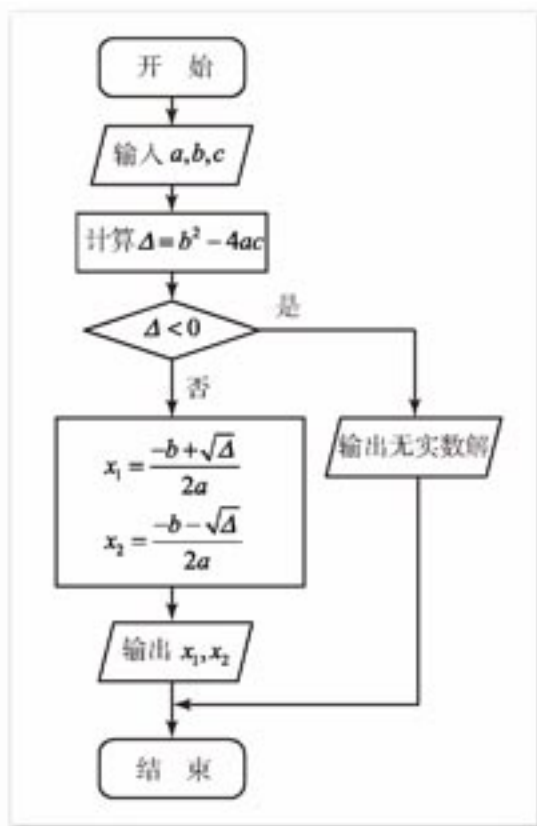 开 始
输入 a,b,c
计算 Δ=b² − 4ac
Δ<0
是
否
x₁ = (−b+√Δ)/2a
x₂ = (−b−√Δ)/2a
输出无实数解
输出 x₁,x₂
结 束